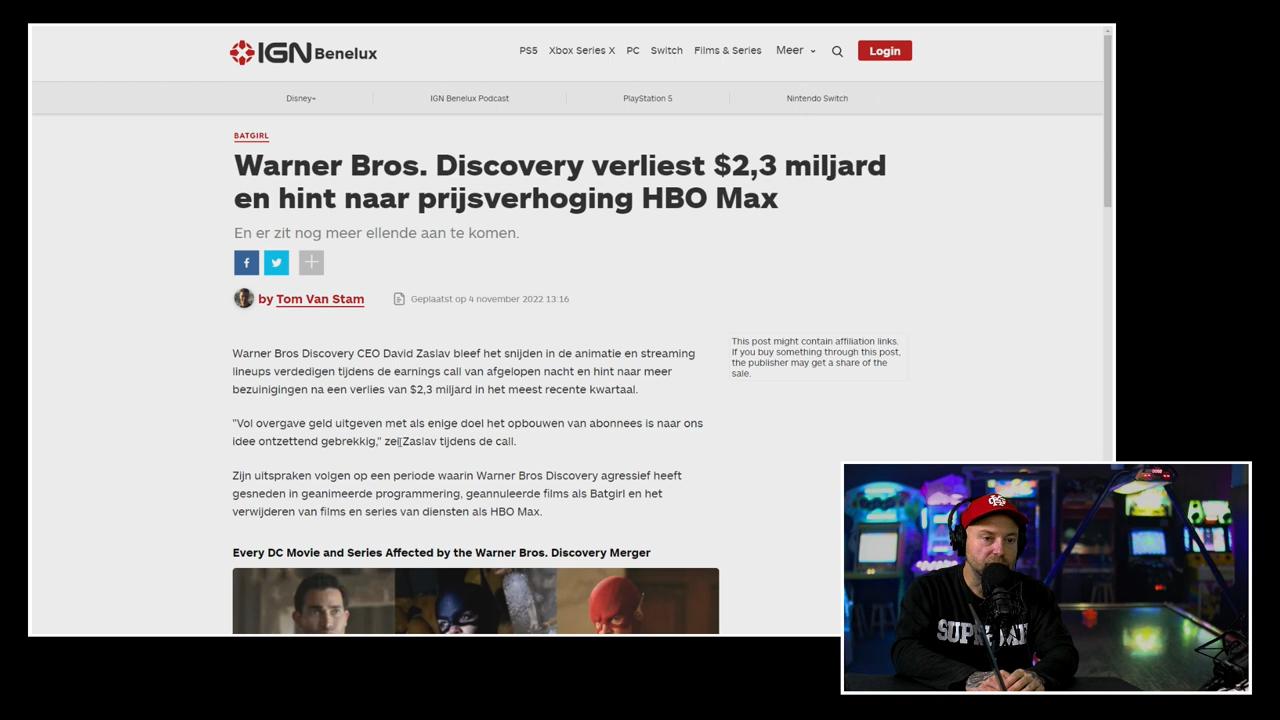 IGN Benelux
PS5 Xbox Series X PC Switch Films & Series Meer Login
Disney+ IGN Benelux Podcast PlayStation 5 Nintendo Switch
BATGIRL
Warner Bros. Discovery verliest $2,3 miljard
en hint naar prijsverhoging HBO Max
En er zit nog meer ellende aan te komen.
by Tom Van Stam Geplaatst op 4 november 2022 13:16
Warner Bros Discovery CEO David Zaslav bleef het snijden in de animatie en streaming
lineups verdedigen tijdens de earnings call van afgelopen nacht en hint naar meer
bezuinigingen na een verlies van $2,3 miljard in het meest recente kwartaal.
"Vol overgave geld uitgeven met als enige doel het opbouwen van abonnees is naar ons
idee ontzettend gebrekkig," zei Zaslav tijdens de call.
Zijn uitspraken volgen op een periode waarin Warner Bros Discovery agressief heeft
gesneden in geanimeerde programmering, geannuleerde films als Batgirl en het
verwijderen van films en series van diensten als HBO Max.
Every DC Movie and Series Affected by the Warner Bros. Discovery Merger
This post might contain affiliation links.
If you buy something through this post,
the publisher may get a share of the
sale.